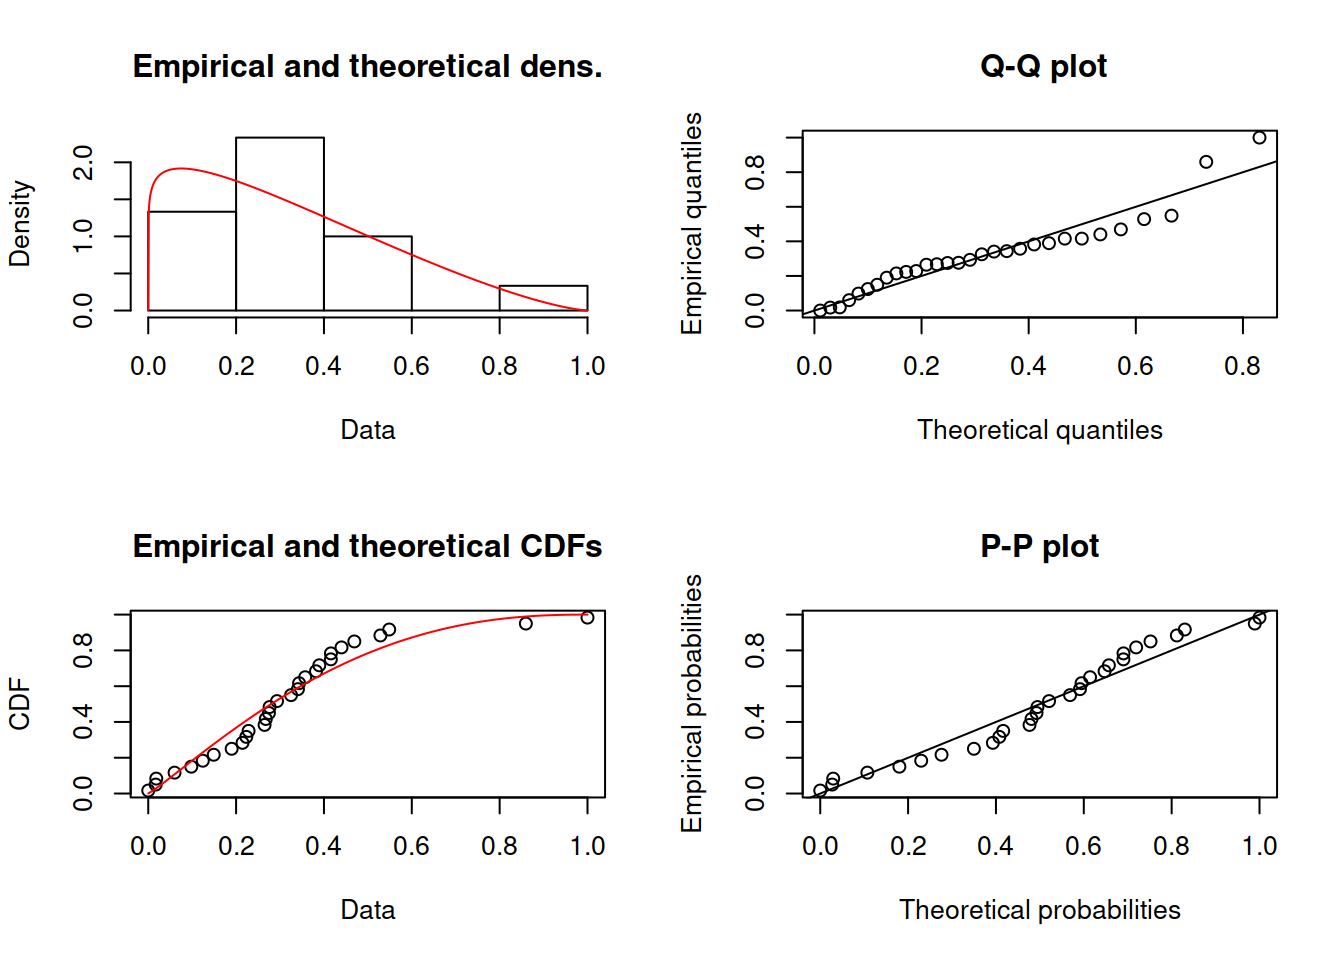 Empirical and theoretical dens.
Density
0.0 1.0 2.0
0.0 0.2 0.4 0.6 0.8 1.0
Data
Q-Q plot
Empirical quantiles
0.0 0.4 0.8
0.0 0.2 0.4 0.6 0.8
Theoretical quantiles
Empirical and theoretical CDFs
CDF
0.0 0.4 0.8
0.0 0.2 0.4 0.6 0.8 1.0
Data
P-P plot
Empirical probabilities
0.0 0.4 0.8
0.0 0.2 0.4 0.6 0.8 1.0
Theoretical probabilities